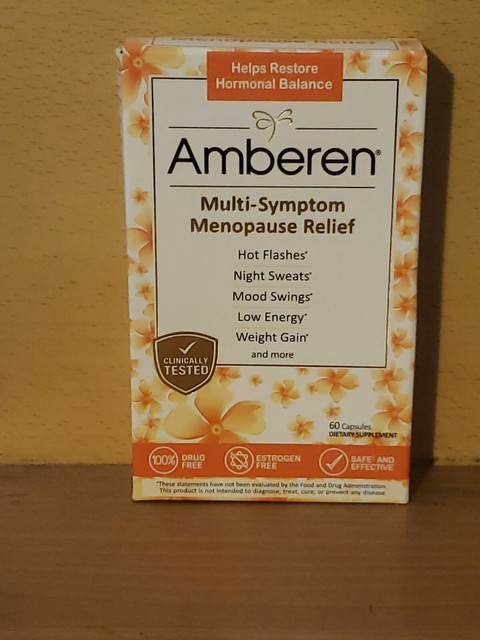 Menopause Relief
Helps Restore
Hormonal Balance
Amberen®
Multi-Symptom
Menopause Relief
Hot Flashes*
Night Sweats*
Mood Swings*
Low Energy*
Weight Gain*
and more
CLINICALLY
TESTED
60 Capsules
DIETARY SUPPLEMENT
100% DRUG FREE
ESTROGEN FREE
SAFE* AND EFFECTIVE*
*These statements have not been evaluated by the Food and Drug Administration.
This product is not intended to diagnose, treat, cure, or prevent any disease.